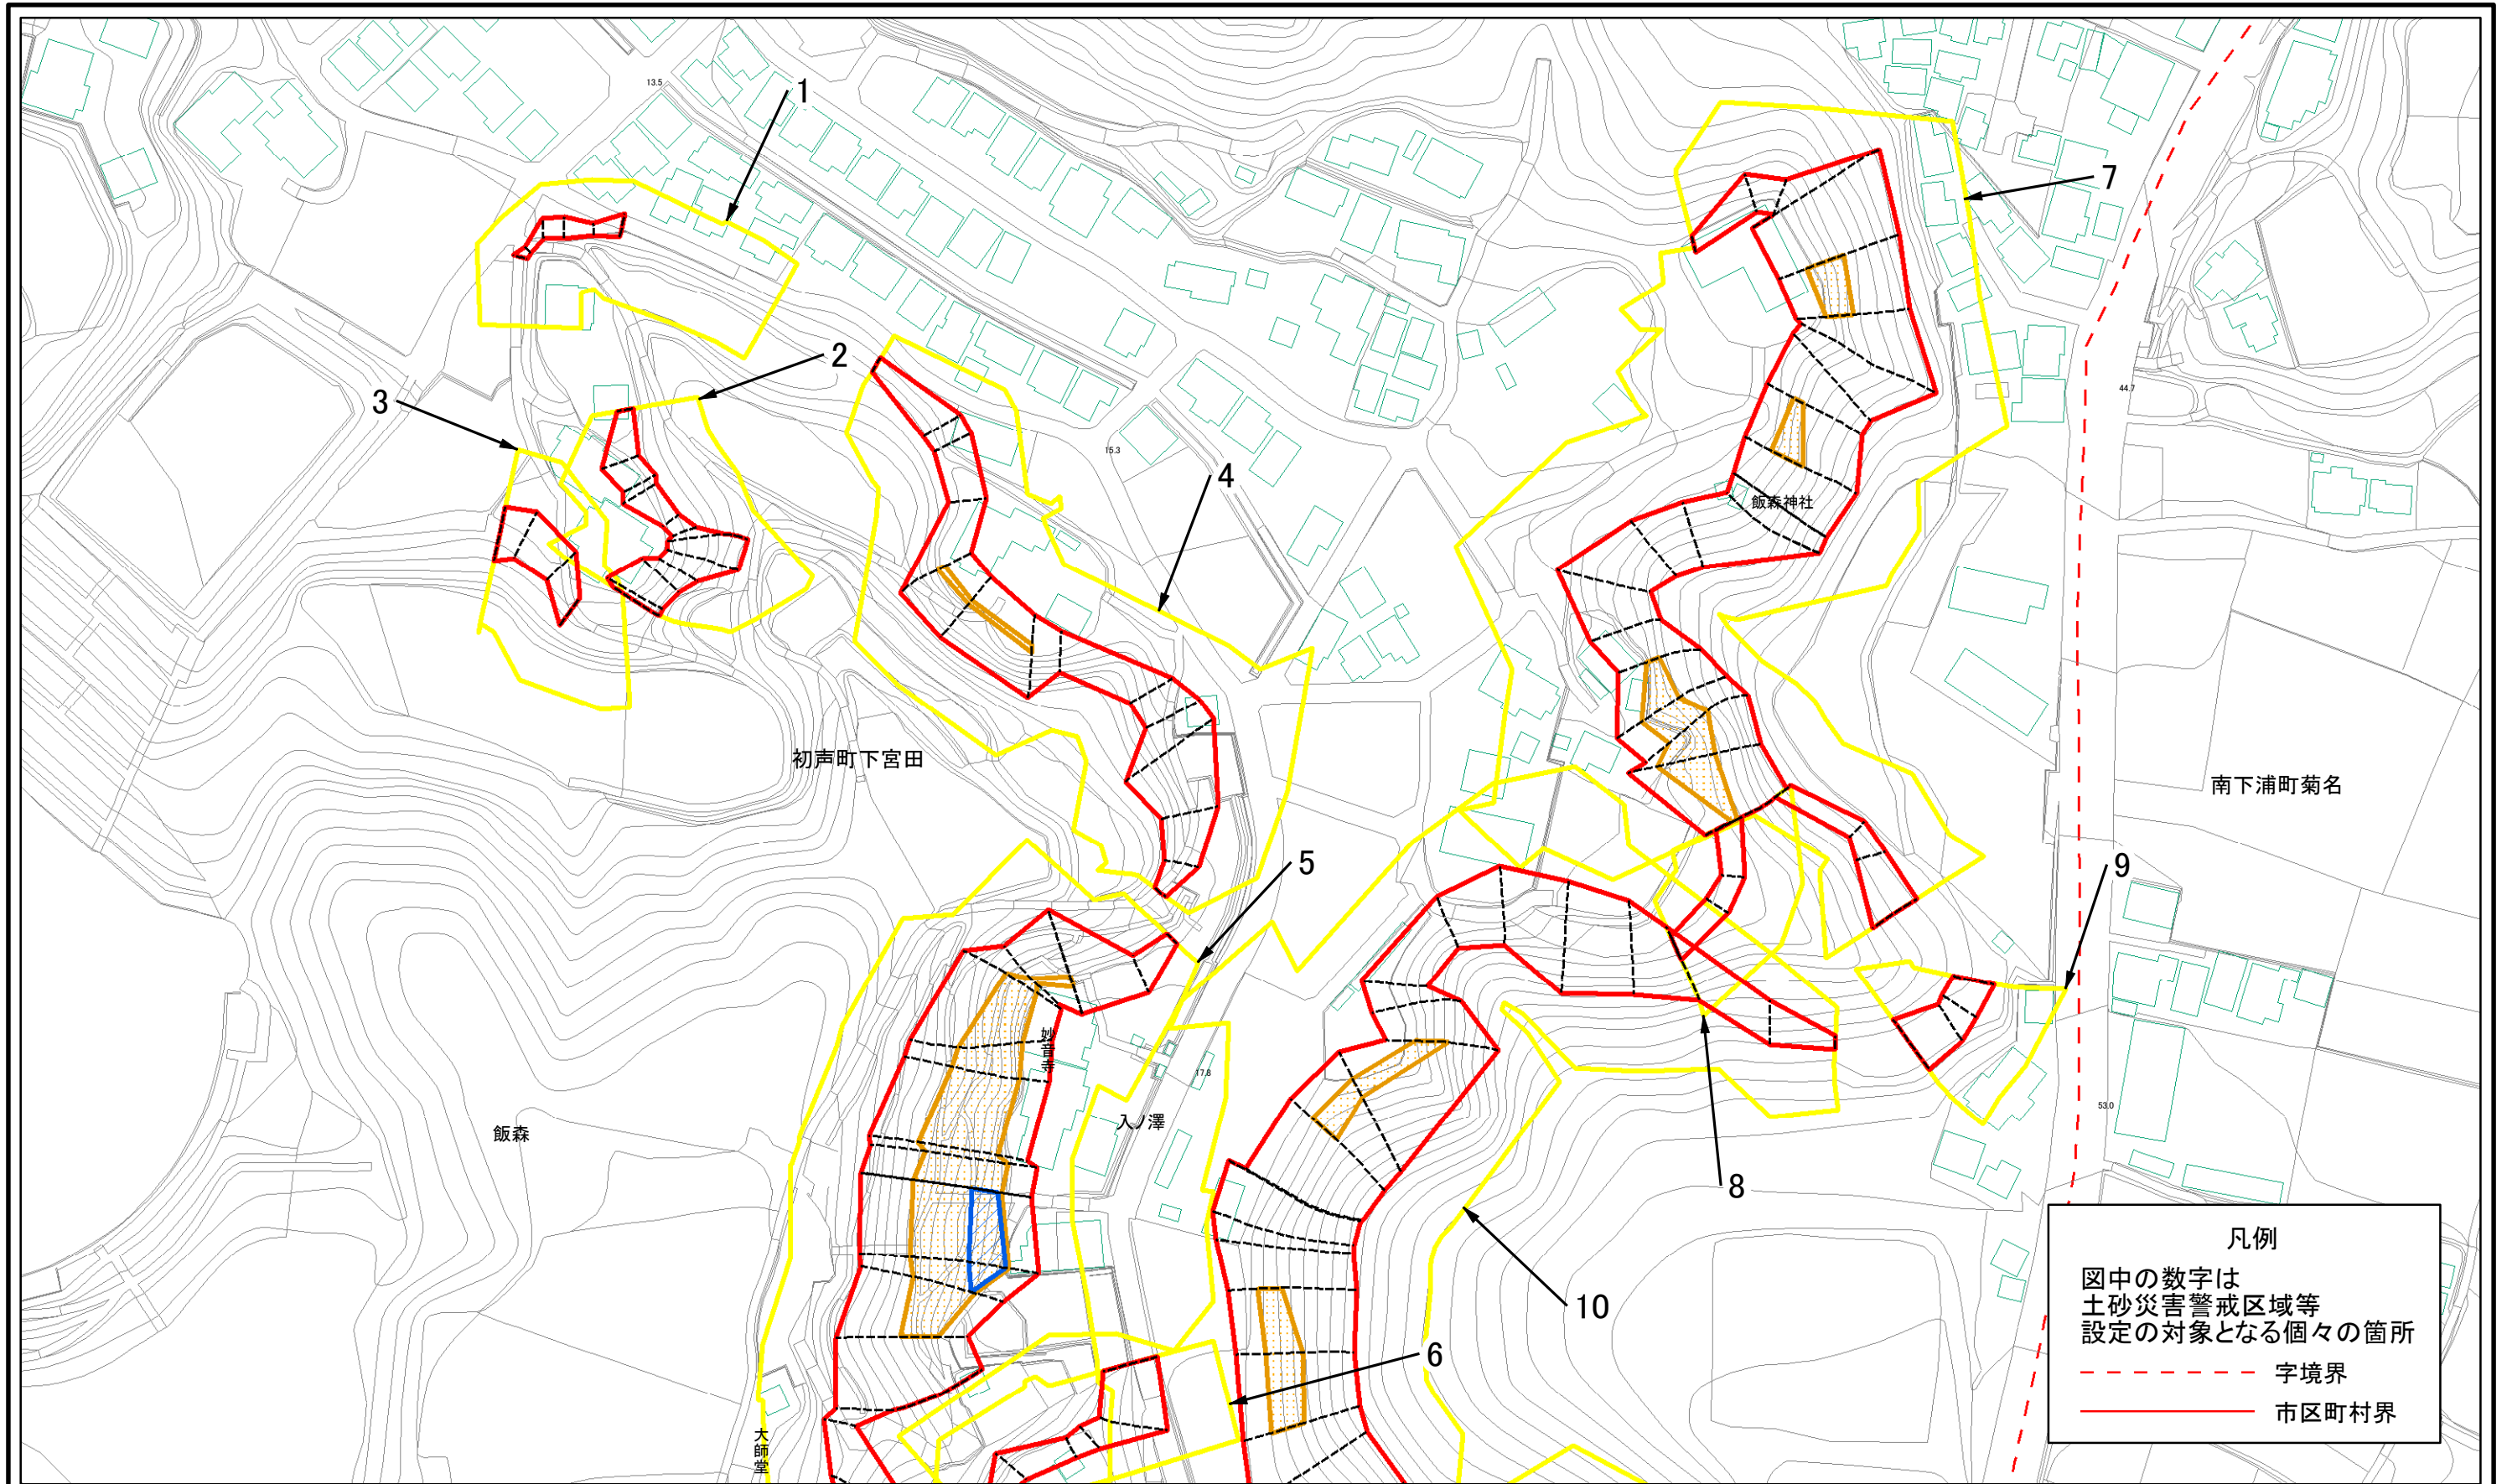 13.5
1
7
2
3
44.7
15.3
4
飯森神社
初声町下宮田
南下浦町菊名
5
9
妙音寺
17.8
入ノ澤
飯森
53.0
8
10
6
大師堂
凡例
図中の数字は
土砂災害警戒区域等
設定の対象となる個々の箇所
字境界
市区町村界